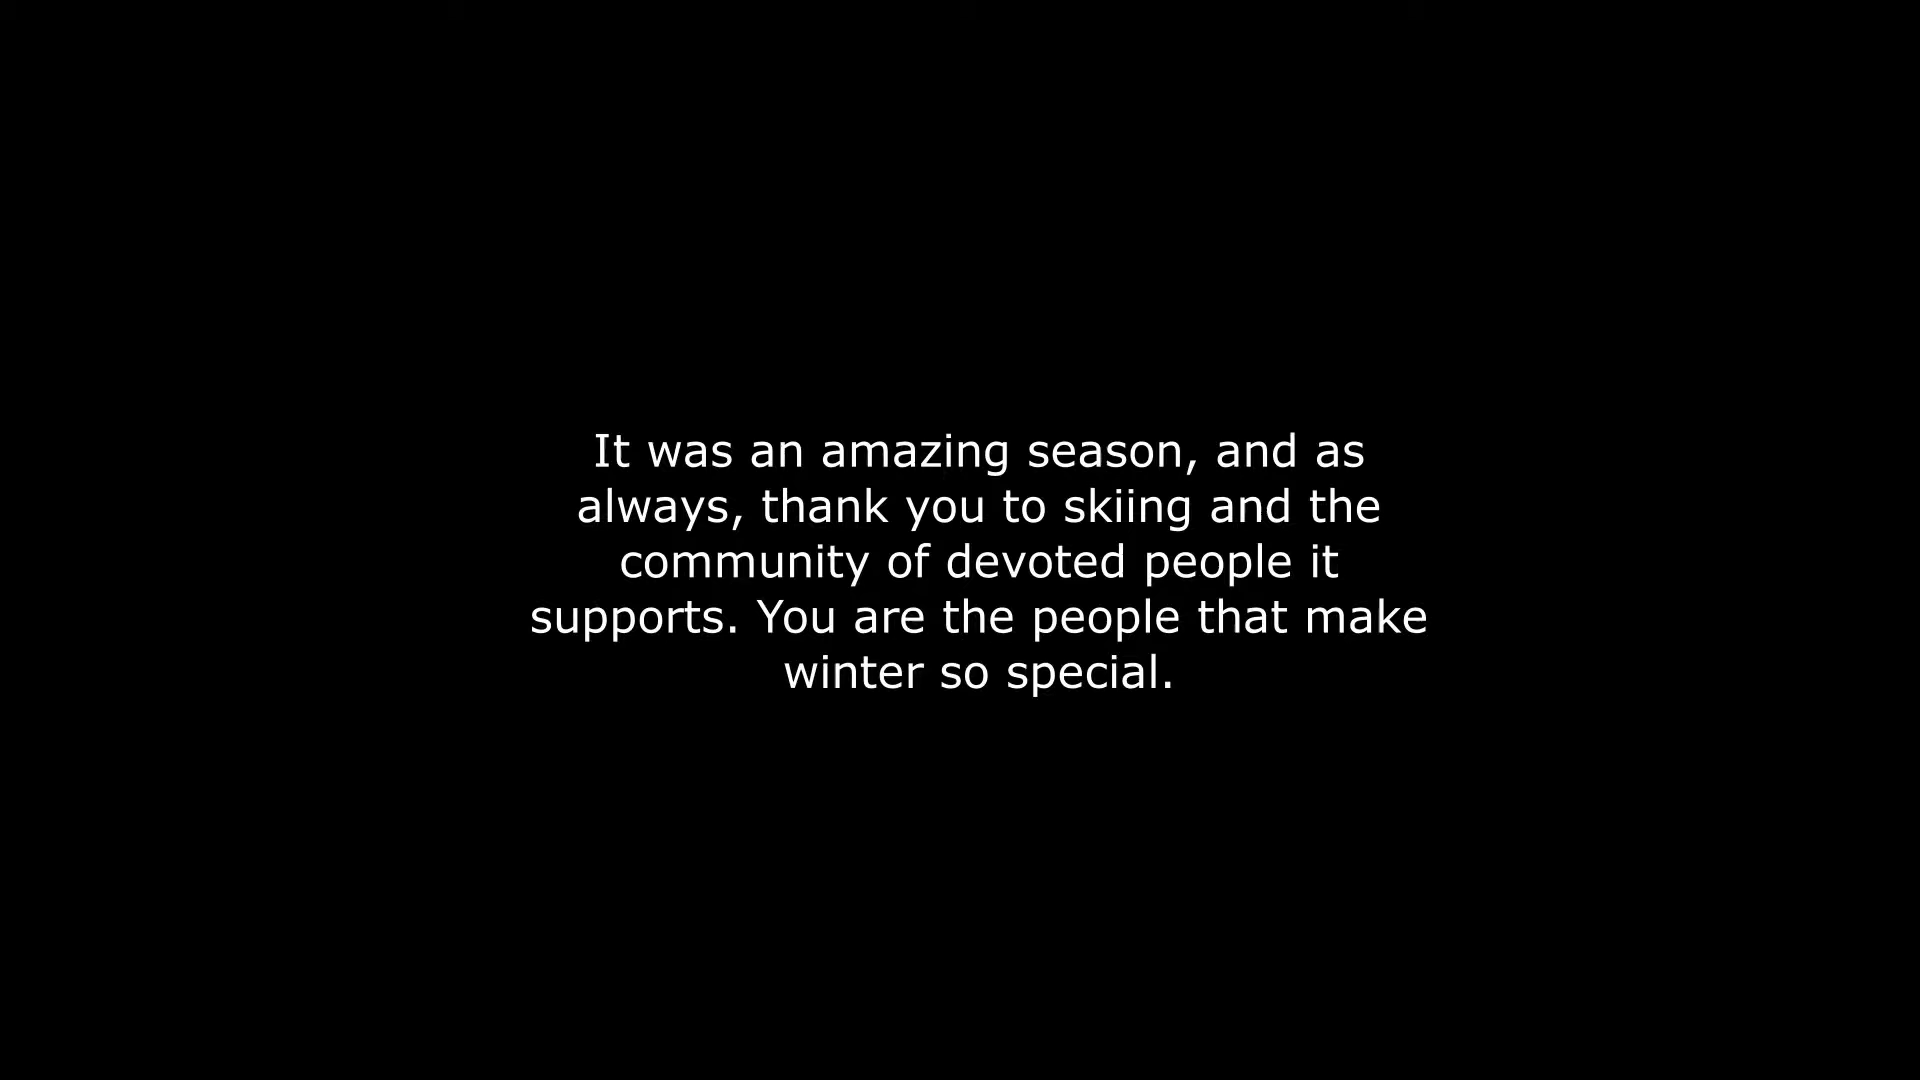 It was an amazing season, and as
always, thank you to skiing and the
community of devoted people it
supports. You are the people that make
winter so special.